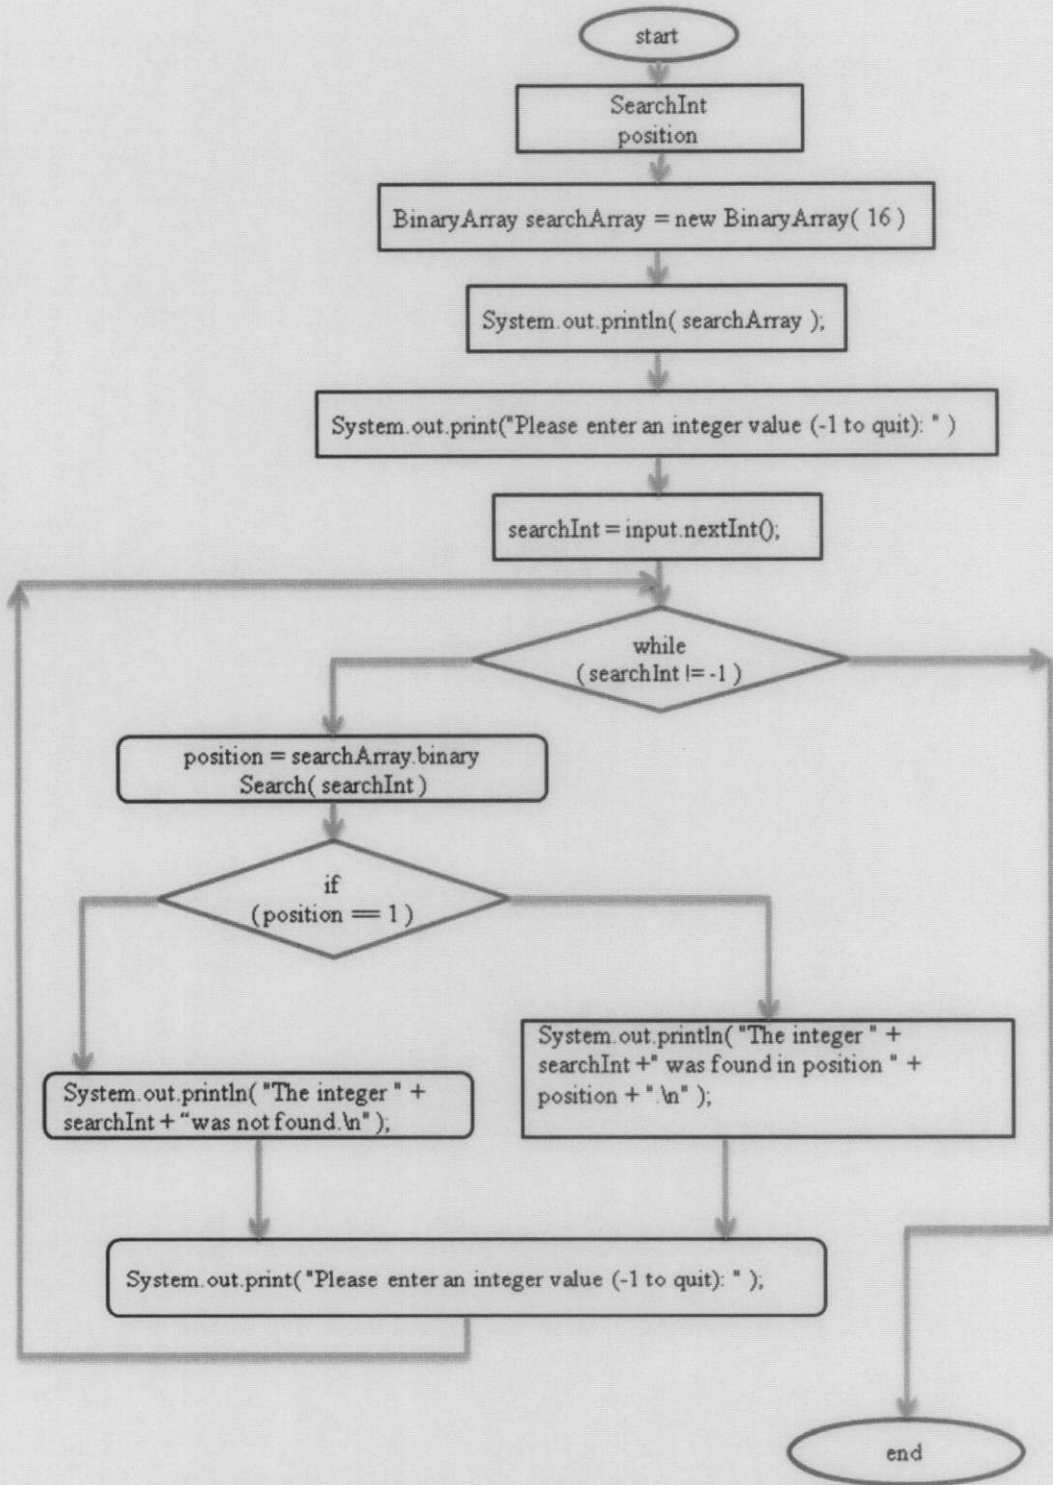 start
SearchInt
position
BinaryArray searchArray = new BinaryArray( 16 )
System.out.println( searchArray );
System.out.print("Please enter an integer value (-1 to quit): " )
searchInt = input.nextInt();
while
( searchInt != -1 )
position = searchArray.binary
Search( searchInt )
if
(position == 1 )
System.out.println( "The integer " +
searchInt +" was found in position " +
position + ".\n" );
System.out.println( "The integer " +
searchInt + “was not found.\n" );
System.out.print( "Please enter an integer value (-1 to quit): " );
end